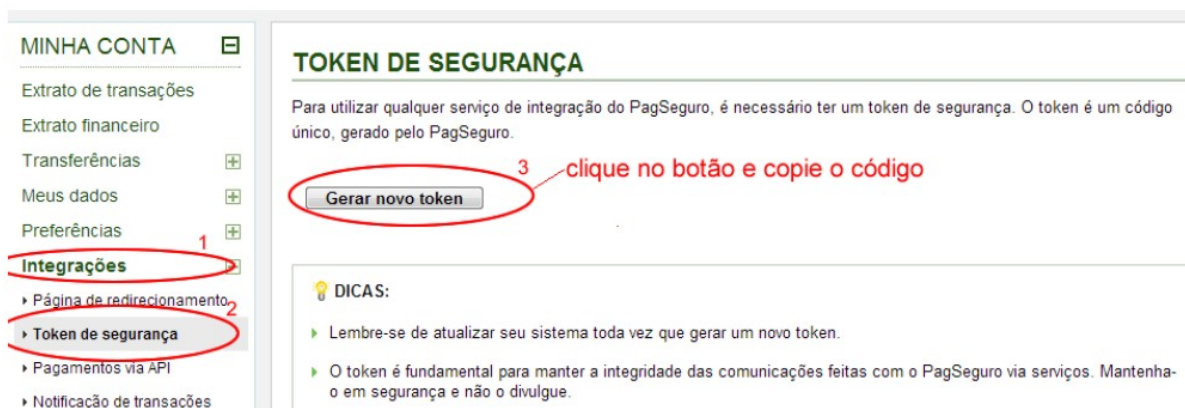 MINHA CONTA
Extrato de transações
Extrato financeiro
Transferências
Meus dados
Preferências
1
Integrações
Página de redirecionamento
2
Token de segurança
Pagamentos via API
Notificação de transações
TOKEN DE SEGURANÇA
Para utilizar qualquer serviço de integração do PagSeguro, é necessário ter um token de segurança. O token é um código
único, gerado pelo PagSeguro.
3 clique no botão e copie o código
Gerar novo token
DICAS:
Lembre-se de atualizar seu sistema toda vez que gerar um novo token.
O token é fundamental para manter a integridade das comunicações feitas com o PagSeguro via serviços. Mantenha-
o em segurança e não o divulgue.